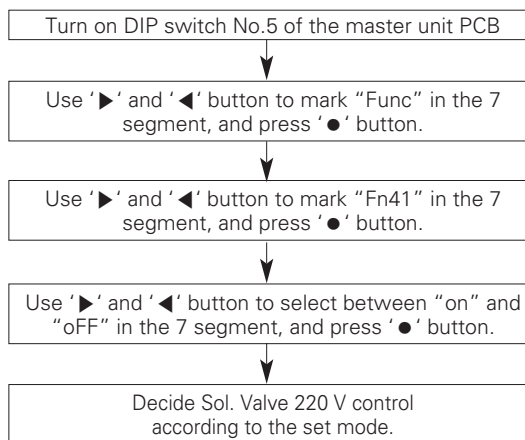 Turn on DIP switch No.5 of the master unit PCB
Use ‘▶‘ and ‘◀‘ button to mark “Func” in the 7
segment, and press ‘●‘ button.
Use ‘▶‘ and ‘◀‘ button to mark “Fn41” in the 7
segment, and press ‘●‘ button.
Use ‘▶‘ and ‘◀‘ button to select between “on” and
“oFF” in the 7 segment, and press ‘●‘ button.
Decide Sol. Valve 220 V control
according to the set mode.